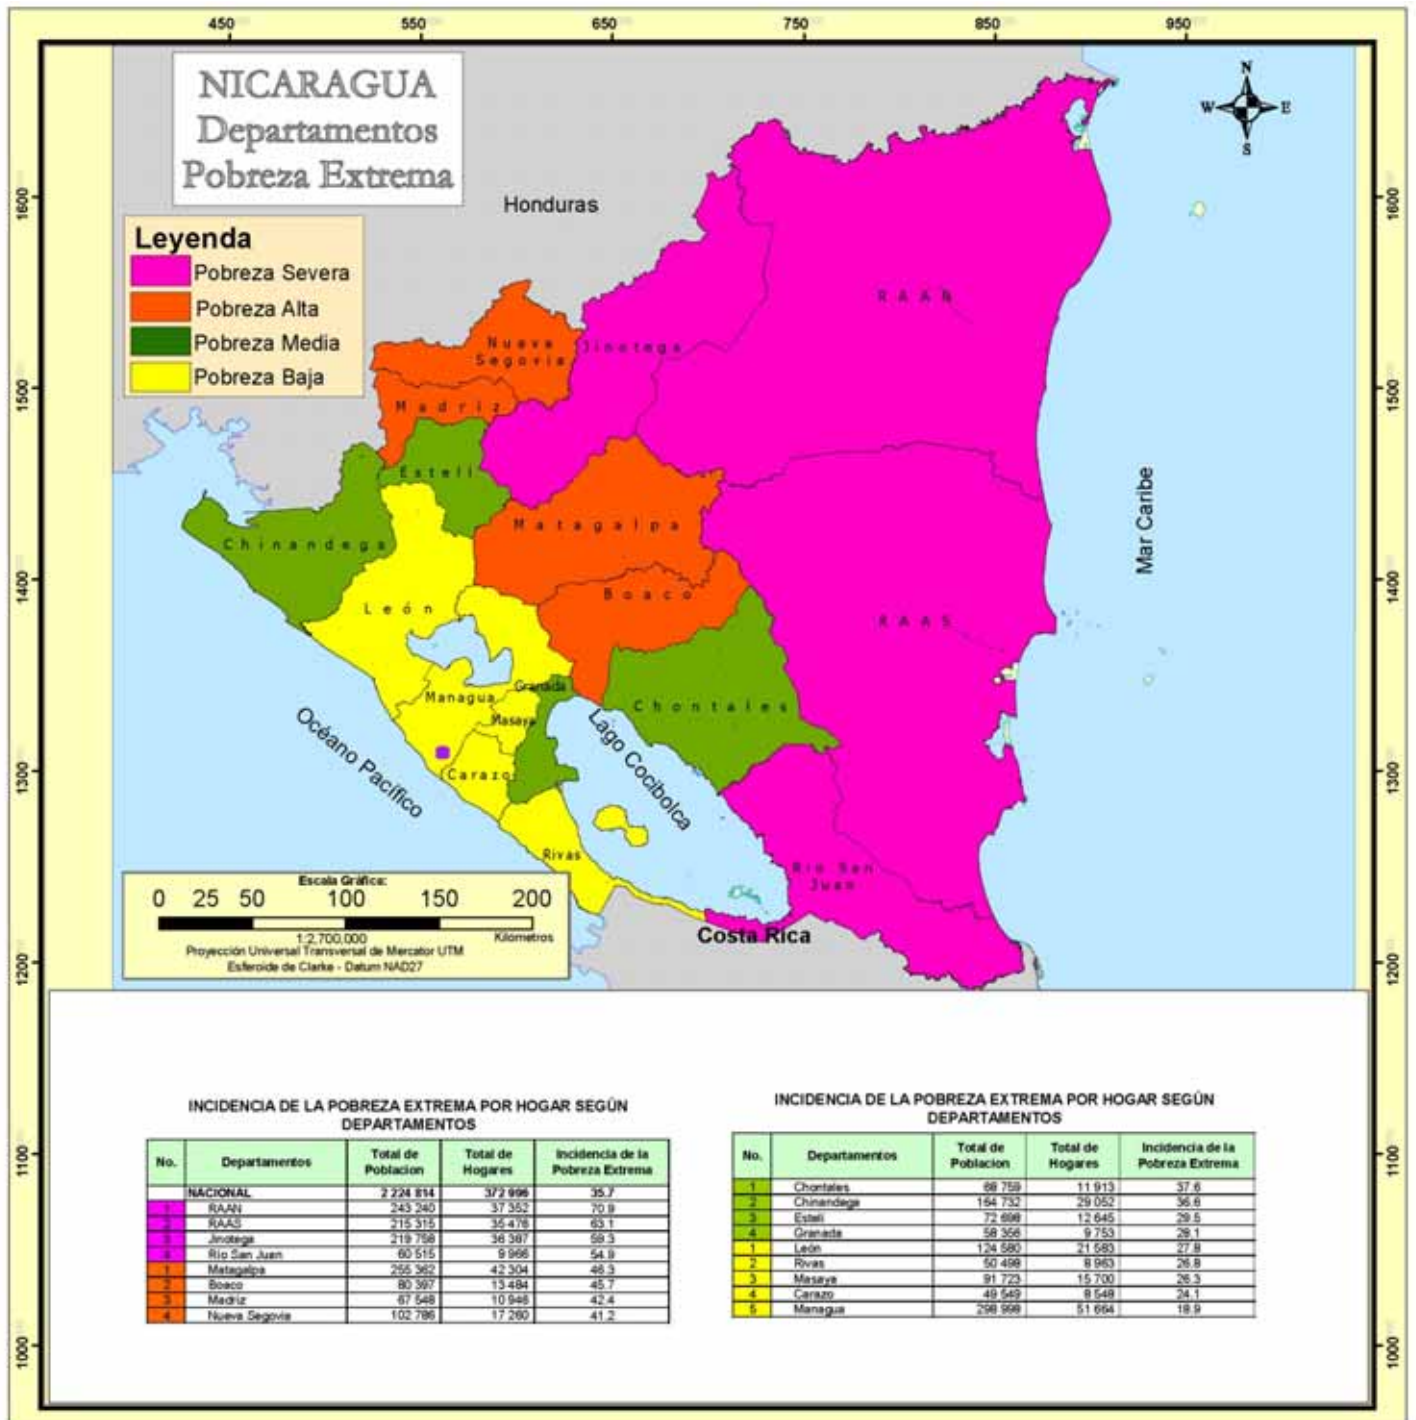 450 550 650 750 850 950
NICARAGUA
Departamentos
Pobreza Extrema
N
W E
S
1600 1600
Honduras
Leyenda
Pobreza Severa
Pobreza Alta
Pobreza Media
Pobreza Baja
RAAN
Nueva
Segovia
Jinotega
1500 1500
Madriz
Estelí
Mar Caribe
Matagalpa
Chinandega
1400 1400
Boaco
León
RAAS
Granada
Managua
Chontales
Masaya
Océano Pacífico
Lago Cocibolca
1300 1300
Carazo
Rivas
Rio San
Juan
Escala Gráfica:
0 25 50 100 150 200
1:2,700,000 Kilómetros
Proyección Universal Transversal de Mercator UTM
Esferoide de Clarke - Datum NAD27
Costa Rica
1200 1200
INCIDENCIA DE LA POBREZA EXTREMA POR HOGAR SEGÚN
DEPARTAMENTOS
No. Departamentos Total de Poblacion Total de Hogares Incidencia de la Pobreza Extrema
NACIONAL 2 224 814 372 996 35.7
1 RAAN 243 240 37 352 70.9
2 RAAS 215 315 35 476 63.1
3 Jinotega 219 758 36 387 59.3
4 Rio San Juan 60 515 9 966 54.9
1 Matagalpa 255 362 42 304 46.3
2 Boaco 80 397 13 484 45.7
3 Madriz 67 548 10 946 42.4
4 Nueva Segovia 102 786 17 260 41.2
INCIDENCIA DE LA POBREZA EXTREMA POR HOGAR SEGÚN
DEPARTAMENTOS
No. Departamentos Total de Poblacion Total de Hogares Incidencia de la Pobreza Extrema
1 Chontales 68 759 11 913 37.6
2 Chinandega 164 732 29 052 36.6
3 Estelí 72 698 12 645 29.5
4 Granada 58 356 9 753 28.1
1 León 124 580 21 583 27.8
2 Rivas 50 498 8 963 26.8
3 Masaya 91 723 15 700 26.3
4 Carazo 49 549 8 548 24.1
5 Managua 298 998 51 664 18.9
1100 1100
1000 1000